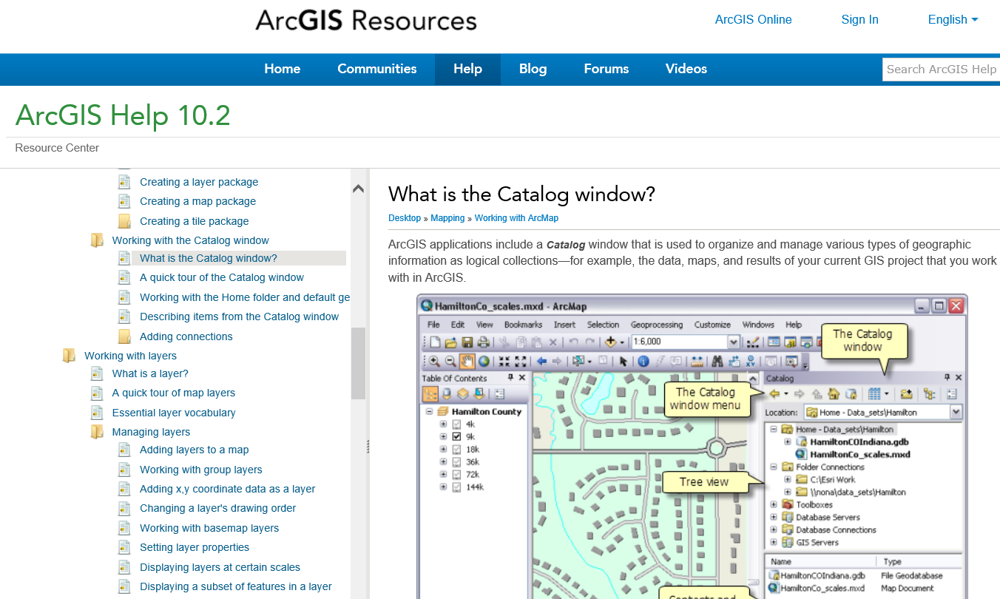 ArcGIS Resources
ArcGIS Online
Sign In
English
Home
Communities
Help
Blog
Forums
Videos
Search ArcGIS Help
ArcGIS Help 10.2
Resource Center
Creating a layer package
Creating a map package
Creating a tile package
Working with the Catalog window
What is the Catalog window?
A quick tour of the Catalog window
Working with the Home folder and default ge
Describing items from the Catalog window
Adding connections
Working with layers
What is a layer?
A quick tour of map layers
Essential layer vocabulary
Managing layers
Adding layers to a map
Working with group layers
Adding x,y coordinate data as a layer
Changing a layer's drawing order
Working with basemap layers
Setting layer properties
Displaying layers at certain scales
Displaying a subset of features in a layer
What is the Catalog window?
Desktop » Mapping » Working with ArcMap
ArcGIS applications include a Catalog window that is used to organize and manage various types of geographic
information as logical collections—for example, the data, maps, and results of your current GIS project that you work
with in ArcGIS.
HamiltonCo_scales.mxd - ArcMap
File Edit View Bookmarks Insert Selection Geoprocessing Customize Windows Help
1:6,000
The Catalog
window
Table Of Contents
Hamilton County
4k
9k
18k
36k
72k
144k
The Catalog
window menu
Tree view
Contents and
Catalog
Location: Home - Data_sets\Hamilton
Home - Data_sets\Hamilton
HamiltonCOIndiana.gdb
HamiltonCo_scales.mxd
Folder Connections
C:\Esri Work
\\nona\data_sets\Hamilton
Toolboxes
Database Servers
Database Connections
GIS Servers
Name Type
HamiltonCOIndiana.gdb File Geodatabase
HamiltonCo_scales.mxd Map Document